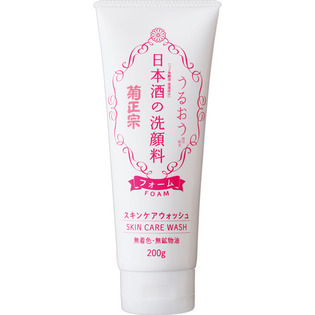 うるおう
日本酒の洗顔料
菊正宗
フォーム
FOAM
スキンケアウォッシュ
SKIN CARE WASH
無着色・無鉱物油
200g